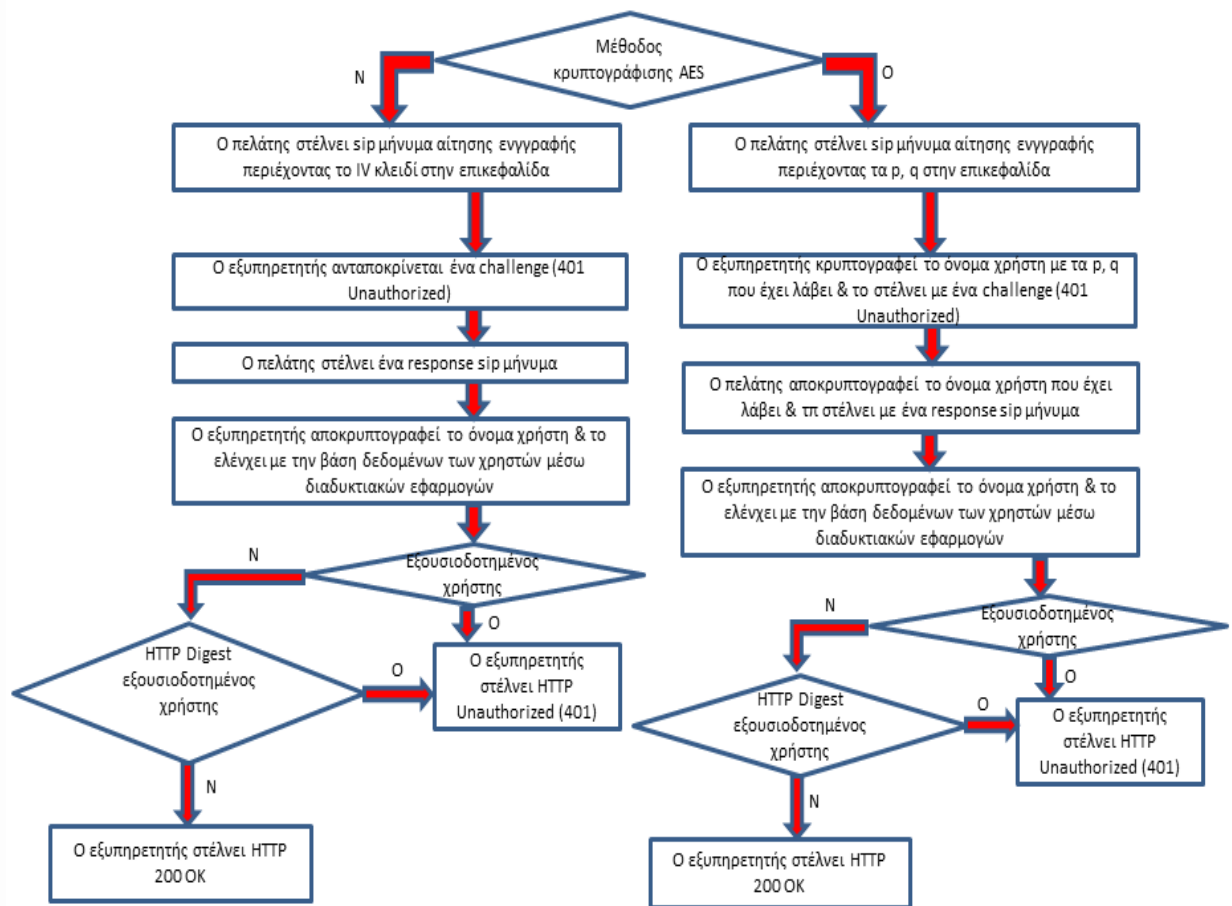 Μέθοδος
κρυπτογράφισης AES
N
O
Ο πελάτης στέλνει sip μήνυμα αίτησης ενγγραφής
περιέχοντας το IV κλειδί στην επικεφαλίδα
Ο εξυπηρετητής ανταποκρίνεται ένα challenge (401
Unauthorized)
Ο πελάτης στέλνει ένα response sip μήνυμα
Ο εξυπηρετητής αποκρυπτογραφεί το όνομα χρήστη & το
ελένχει με την βάση δεδομένων των χρηστών μέσω
διαδυκτιακών εφαρμογών
N
Εξουσιοδοτημένος
χρήστης
O
HTTP Digest
εξουσιοδοτημένος
χρήστης
O
Ο εξυπηρετητής
στέλνει HTTP
Unauthorized (401)
N
Ο εξυπηρετητής στέλνει HTTP
200 OK
Ο πελάτης στέλνει sip μήνυμα αίτησης ενγγραφής
περιέχοντας τα p, q στην επικεφαλίδα
Ο εξυπηρετητής κρυπτογραφεί το όνομα χρήστη με τα p, q
που έχει λάβει & το στέλνει με ένα challenge (401
Unauthorized)
Ο πελάτης αποκρυπτογραφεί το όνομα χρήστη που έχει
λάβει & τπ στέλνει με ένα response sip μήνυμα
Ο εξυπηρετητής αποκρυπτογραφεί το όνομα χρήστη & το
ελένχει με την βάση δεδομένων των χρηστών μέσω
διαδυκτιακών εφαρμογών
N
Εξουσιοδοτημένος
χρήστης
O
HTTP Digest
εξουσιοδοτημένος
χρήστης
O
Ο εξυπηρετητής
στέλνει HTTP
Unauthorized (401)
N
Ο εξυπηρετητής στέλνει HTTP
200 OK